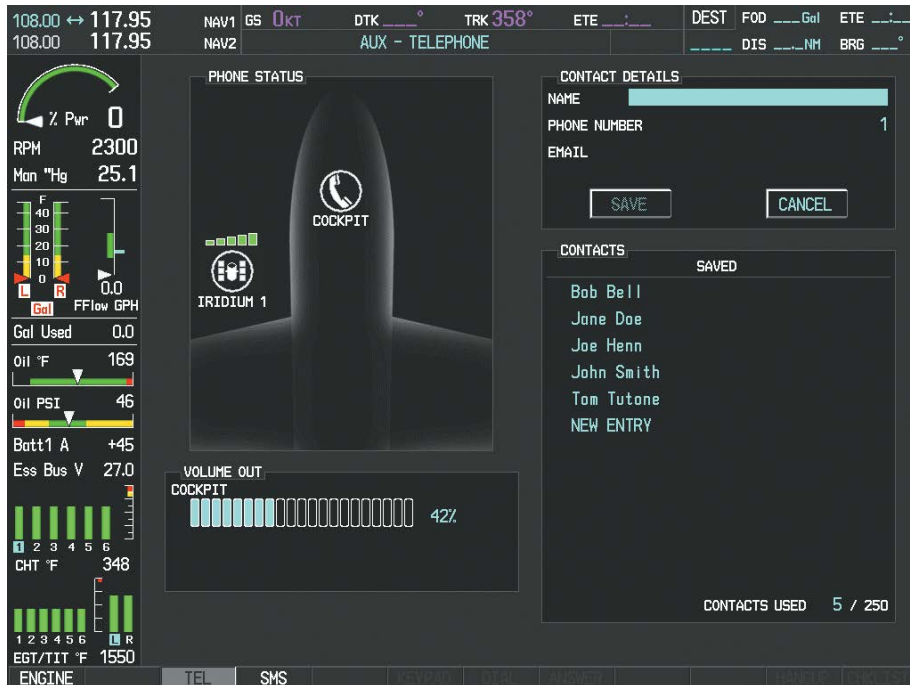 108.00 ↔ 117.95 NAV1 GS 0KT DTK ___° TRK 358° ETE __:__ DEST FOD ___Gal ETE __:__
108.00 117.95 NAV2 AUX - TELEPHONE ____ DIS __._NM BRG ___°
% Pwr 0
RPM 2300
Man "Hg 25.1
F
40
30
20
10
0
L R
Gal
0.0
FFlow GPH
Gal Used 0.0
Oil °F 169
Oil PSI 46
Batt1 A +45
Ess Bus V 27.0
1 2 3 4 5 6
CHT °F 348
1 2 3 4 5 6 L R
EGT/TIT °F 1550
PHONE STATUS
COCKPIT
IRIDIUM 1
VOLUME OUT
COCKPIT
42%
CONTACT DETAILS
NAME
PHONE NUMBER 1
EMAIL
SAVE CANCEL
CONTACTS
SAVED
Bob Bell
Jane Doe
Joe Henn
John Smith
Tom Tutone
NEW ENTRY
CONTACTS USED 5 / 250
ENGINE TEL SMS KEYPAD DIAL ANSWER HANGUP CHKLIST